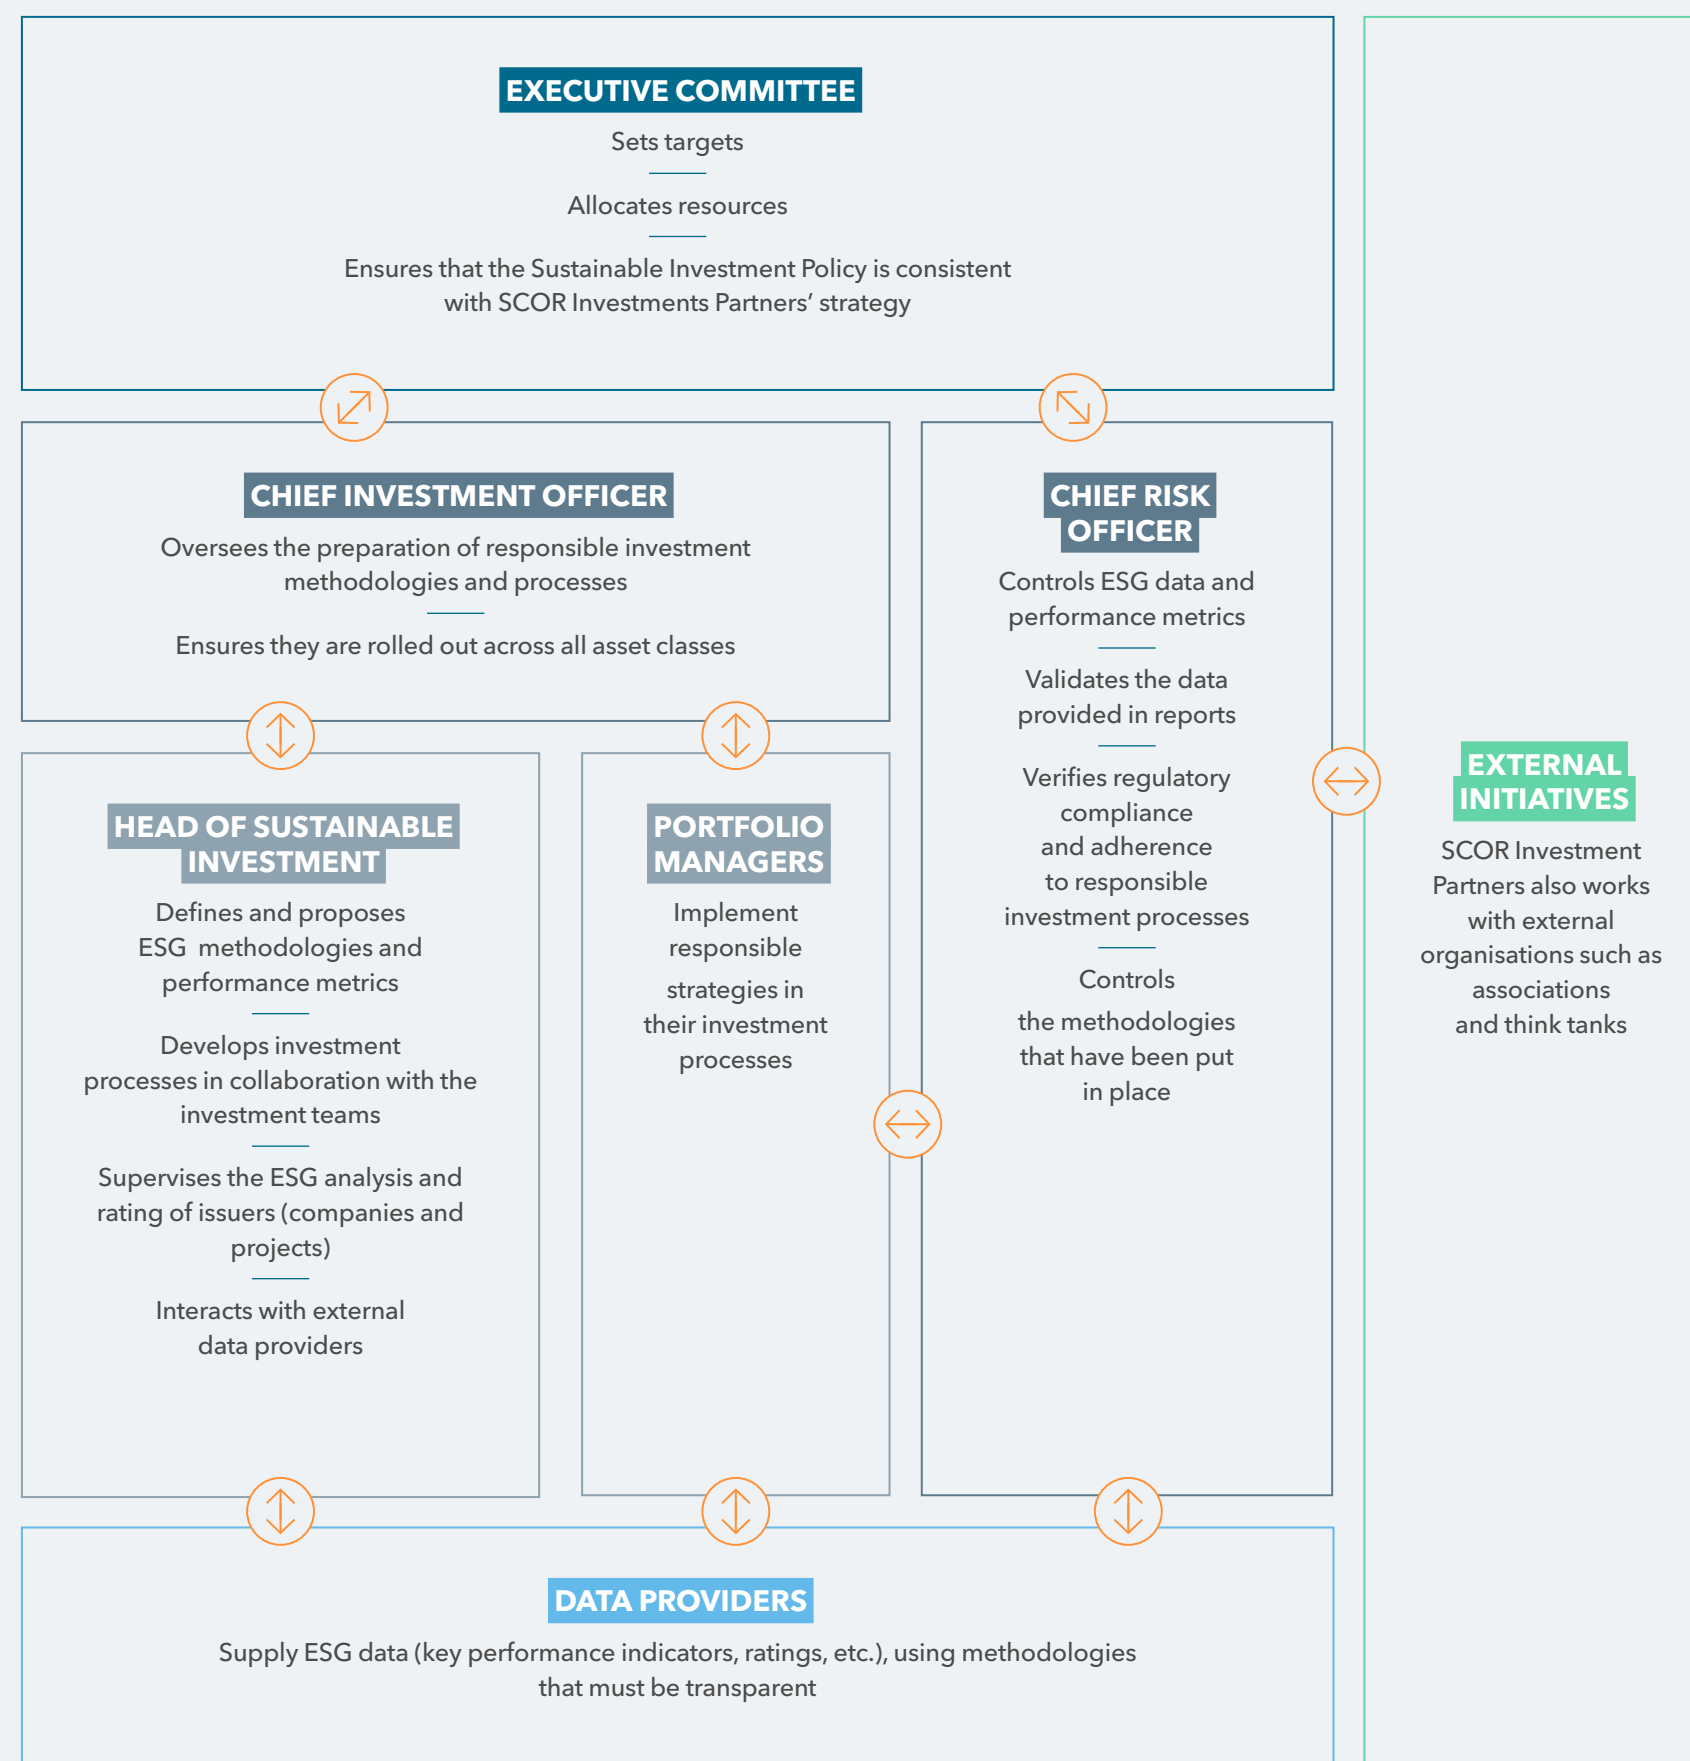 EXECUTIVE COMMITTEE
Sets targets
Allocates resources
Ensures that the Sustainable Investment Policy is consistent
with SCOR Investments Partners’ strategy
CHIEF INVESTMENT OFFICER
Oversees the preparation of responsible investment
methodologies and processes
Ensures they are rolled out across all asset classes
CHIEF RISK
OFFICER
Controls ESG data and
performance metrics
Validates the data
provided in reports
Verifies regulatory
compliance
and adherence
to responsible
investment processes
Controls
the methodologies
that have been put
in place
HEAD OF SUSTAINABLE
INVESTMENT
Defines and proposes
ESG methodologies and
performance metrics
Develops investment
processes in collaboration with the
investment teams
Supervises the ESG analysis and
rating of issuers (companies and
projects)
Interacts with external
data providers
PORTFOLIO
MANAGERS
Implement
responsible
strategies in
their investment
processes
EXTERNAL
INITIATIVES
SCOR Investment
Partners also works
with external
organisations such as
associations
and think tanks
DATA PROVIDERS
Supply ESG data (key performance indicators, ratings, etc.), using methodologies
that must be transparent